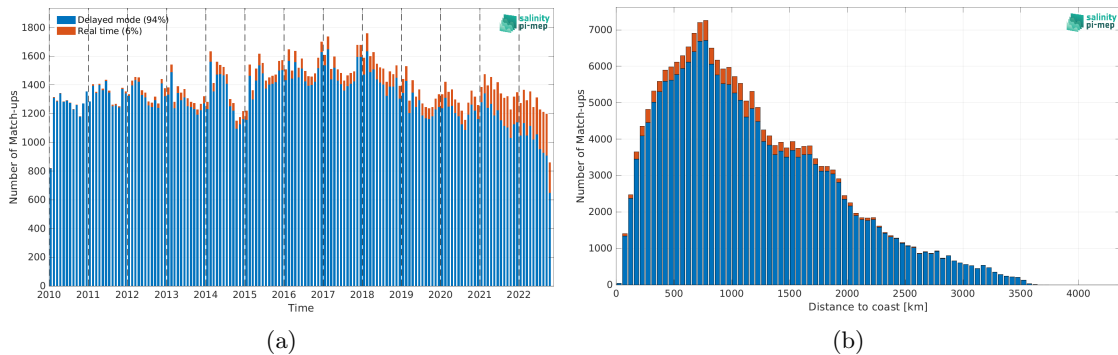 Delayed mode (94%)
Real time (6%)
salinity
pi-mep
Number of Match-ups
1800
1600
1400
1200
1000
800
600
400
200
0
2010 2011 2012 2013 2014 2015 2016 2017 2018 2019 2020 2021 2022
Time
(a)
salinity
pi-mep
Number of Match-ups
7000
6000
5000
4000
3000
2000
1000
0
0 500 1000 1500 2000 2500 3000 3500 4000
Distance to coast [km]
(b)